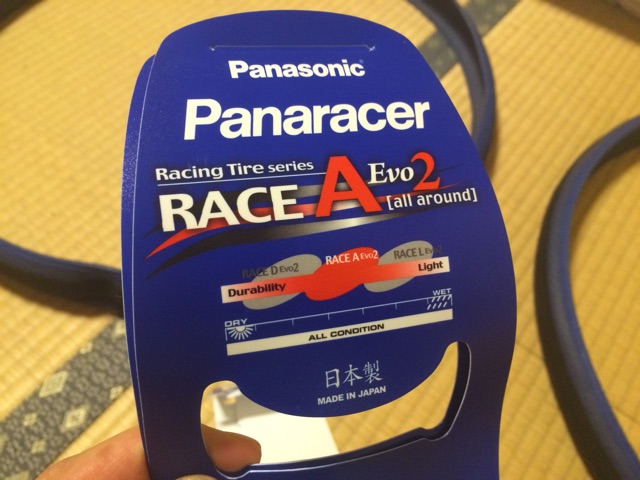 Panasonic
Panaracer
Racing Tire series
RACE A Evo2
[all around]
RACE D Evo2 RACE A Evo2 RACE L Evo2
Durability Light
DRY WET
ALL CONDITION
日本製
MADE IN JAPAN